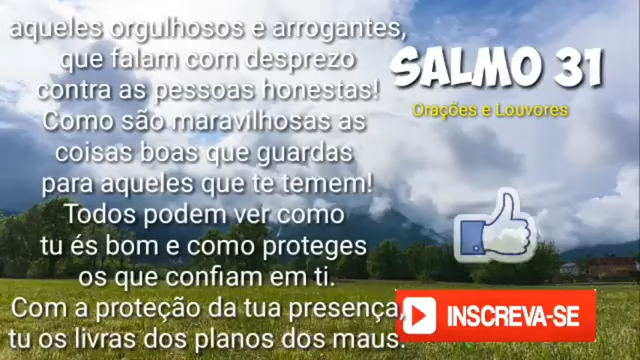 aqueles orgulhosos e arrogantes,
que falam com desprezo
contra as pessoas honestas!
Como são maravilhosas as
coisas boas que guardas
para aqueles que te temem!
Todos podem ver como
tu és bom e como proteges
os que confiam em ti.
Com a proteção da tua presença,
tu os livras dos planos dos maus.
SALMO 31
Orações e Louvores
INSCREVA-SE